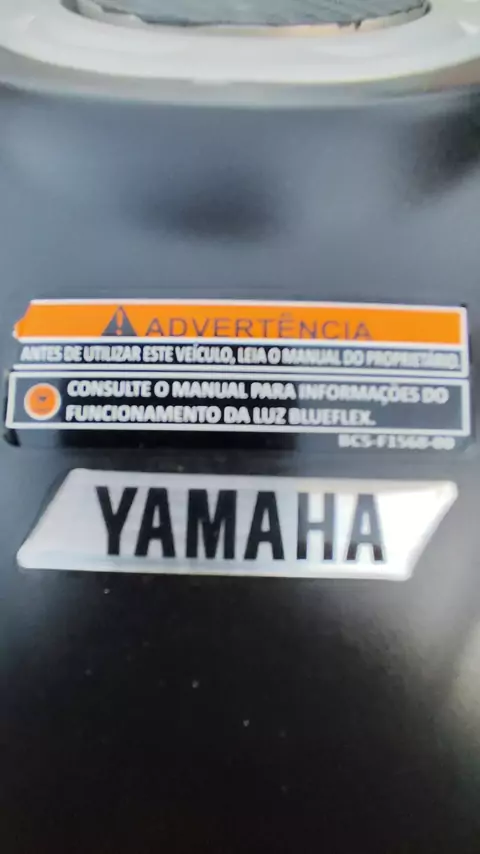 ADVERTÊNCIA
ANTES DE UTILIZAR ESTE VEÍCULO, LEIA O MANUAL DO PROPRIETÁRIO.
CONSULTE O MANUAL PARA INFORMAÇÕES DO
FUNCIONAMENTO DA LUZ BLUEFLEX.
BC5-F1568-00
YAMAHA